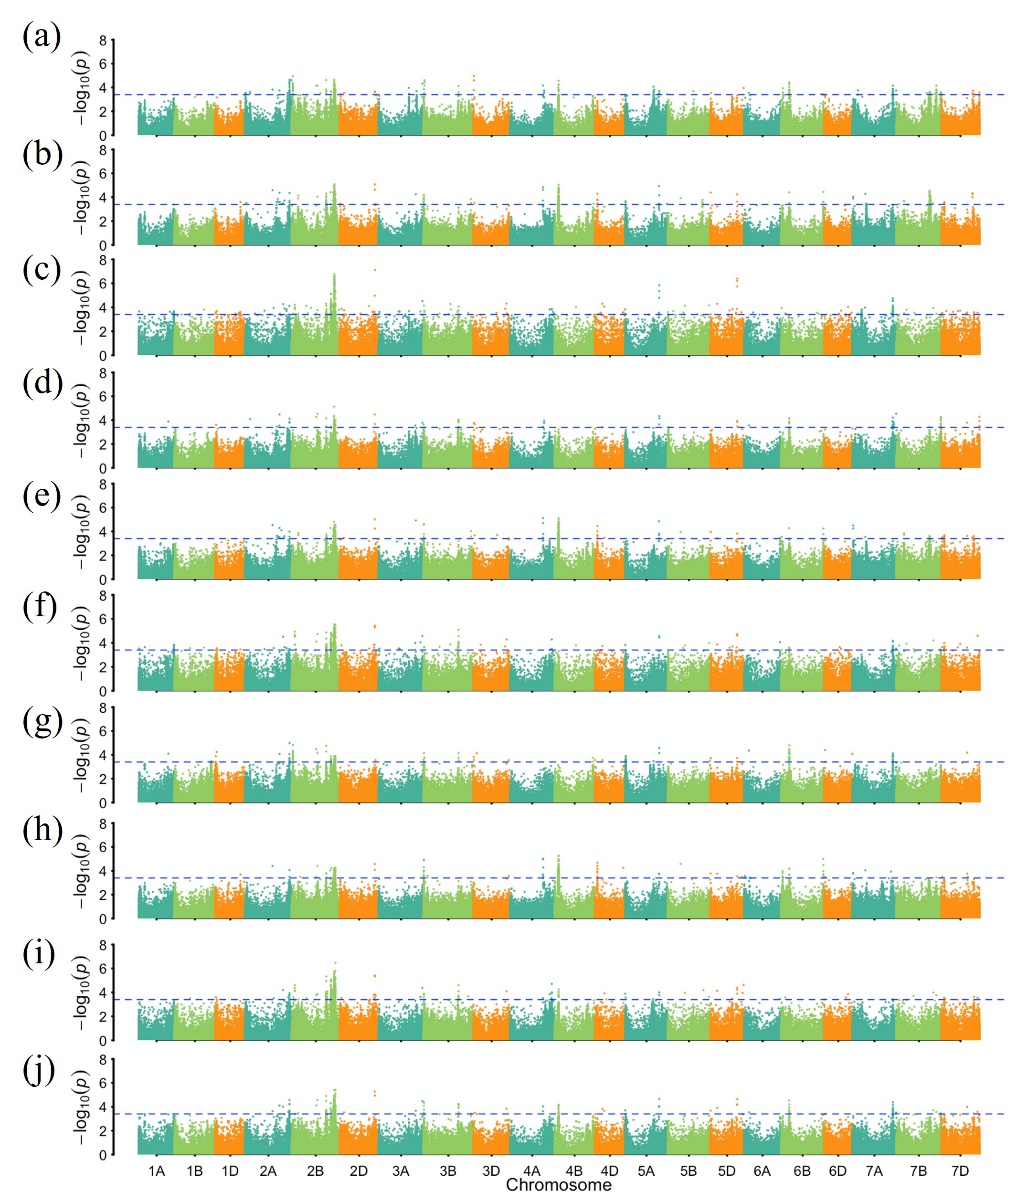 (a)
8
6
4
2
0
−log10(p)
(b)
8
6
4
2
0
−log10(p)
(c)
8
6
4
2
0
−log10(p)
(d)
8
6
4
2
0
−log10(p)
(e)
8
6
4
2
0
−log10(p)
(f)
8
6
4
2
0
−log10(p)
(g)
8
6
4
2
0
−log10(p)
(h)
8
6
4
2
0
−log10(p)
(i)
8
6
4
2
0
−log10(p)
(j)
8
6
4
2
0
−log10(p)
1A 1B 1D 2A 2B 2D 3A 3B 3D 4A 4B 4D 5A 5B 5D 6A 6B 6D 7A 7B 7D
Chromosome